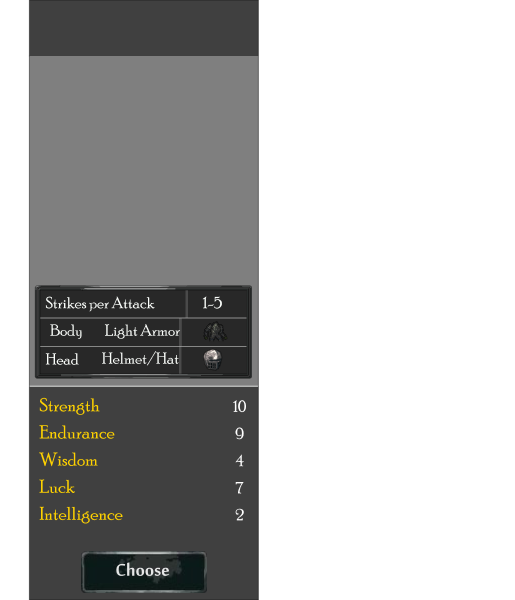 Strikes per Attack 1-5
Body Light Armor
Head Helmet/Hat
Strength 10
Endurance 9
Wisdom 4
Luck 7
Intelligence 2
Choose